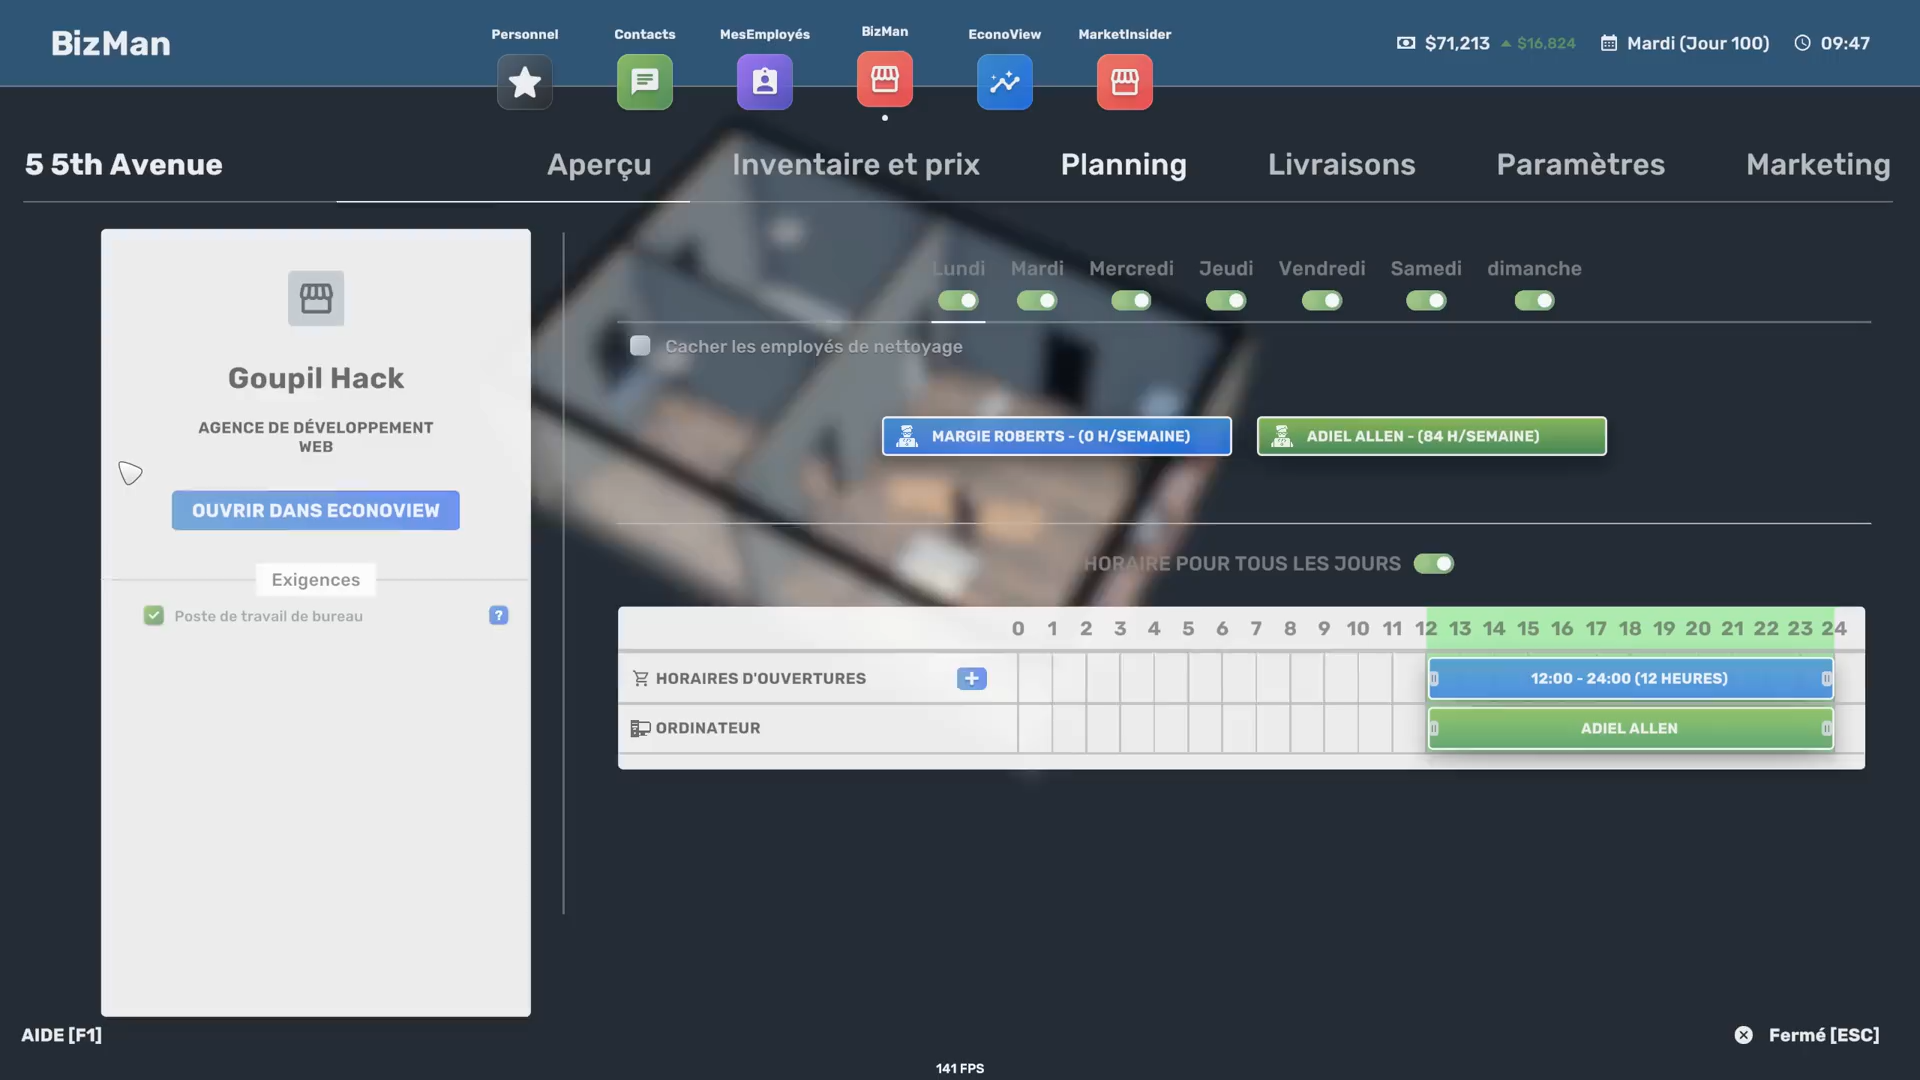 BizMan
Personnel
Contacts
MesEmployés
BizMan
EconoView
MarketInsider
$71,213
$16,824
Mardi (Jour 100)
09:47
5 5th Avenue
Aperçu
Inventaire et prix
Planning
Livraisons
Paramètres
Marketing
Goupil Hack
AGENCE DE DÉVELOPPEMENT
WEB
OUVRIR DANS ECONOVIEW
Exigences
Poste de travail de bureau
?
Lundi
Mardi
Mercredi
Jeudi
Vendredi
Samedi
dimanche
Cacher les employés de nettoyage
MARGIE ROBERTS - (0 H/SEMAINE)
ADIEL ALLEN - (84 H/SEMAINE)
HORAIRE POUR TOUS LES JOURS
0 1 2 3 4 5 6 7 8 9 10 11 12 13 14 15 16 17 18 19 20 21 22 23 24
HORAIRES D'OUVERTURES
+
12:00 - 24:00 (12 HEURES)
ORDINATEUR
ADIEL ALLEN
AIDE [F1]
Fermé [ESC]
141 FPS